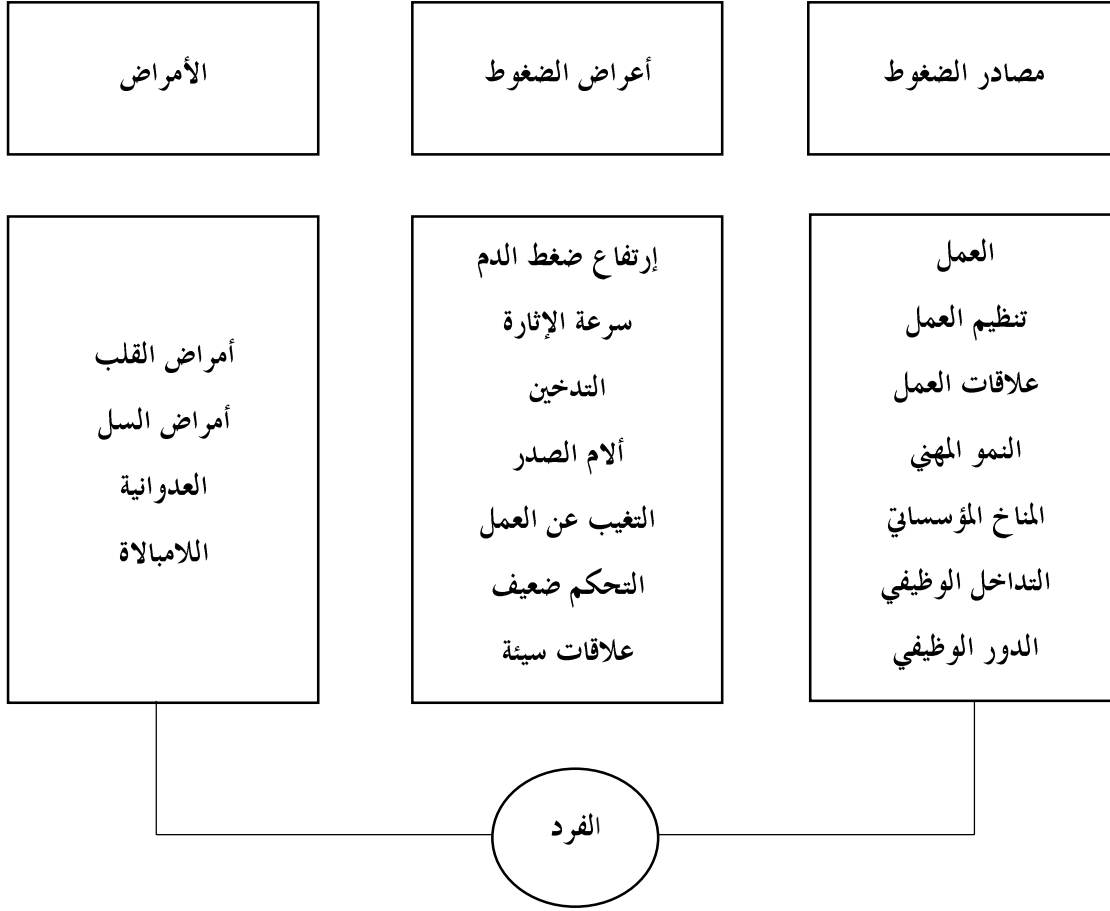 مصادر الضغوط
أعراض الضغوط
الأمراض
العمل
تنظيم العمل
علاقات العمل
النمو المهني
المناخ المؤسساتي
التداخل الوظيفي
الدور الوظيفي
إرتفاع ضغط الدم
سرعة الإثارة
التدخين
ألام الصدر
التغيب عن العمل
التحكم ضعيف
علاقات سيئة
أمراض القلب
أمراض السل
العدوانية
اللامبالاة
الفرد